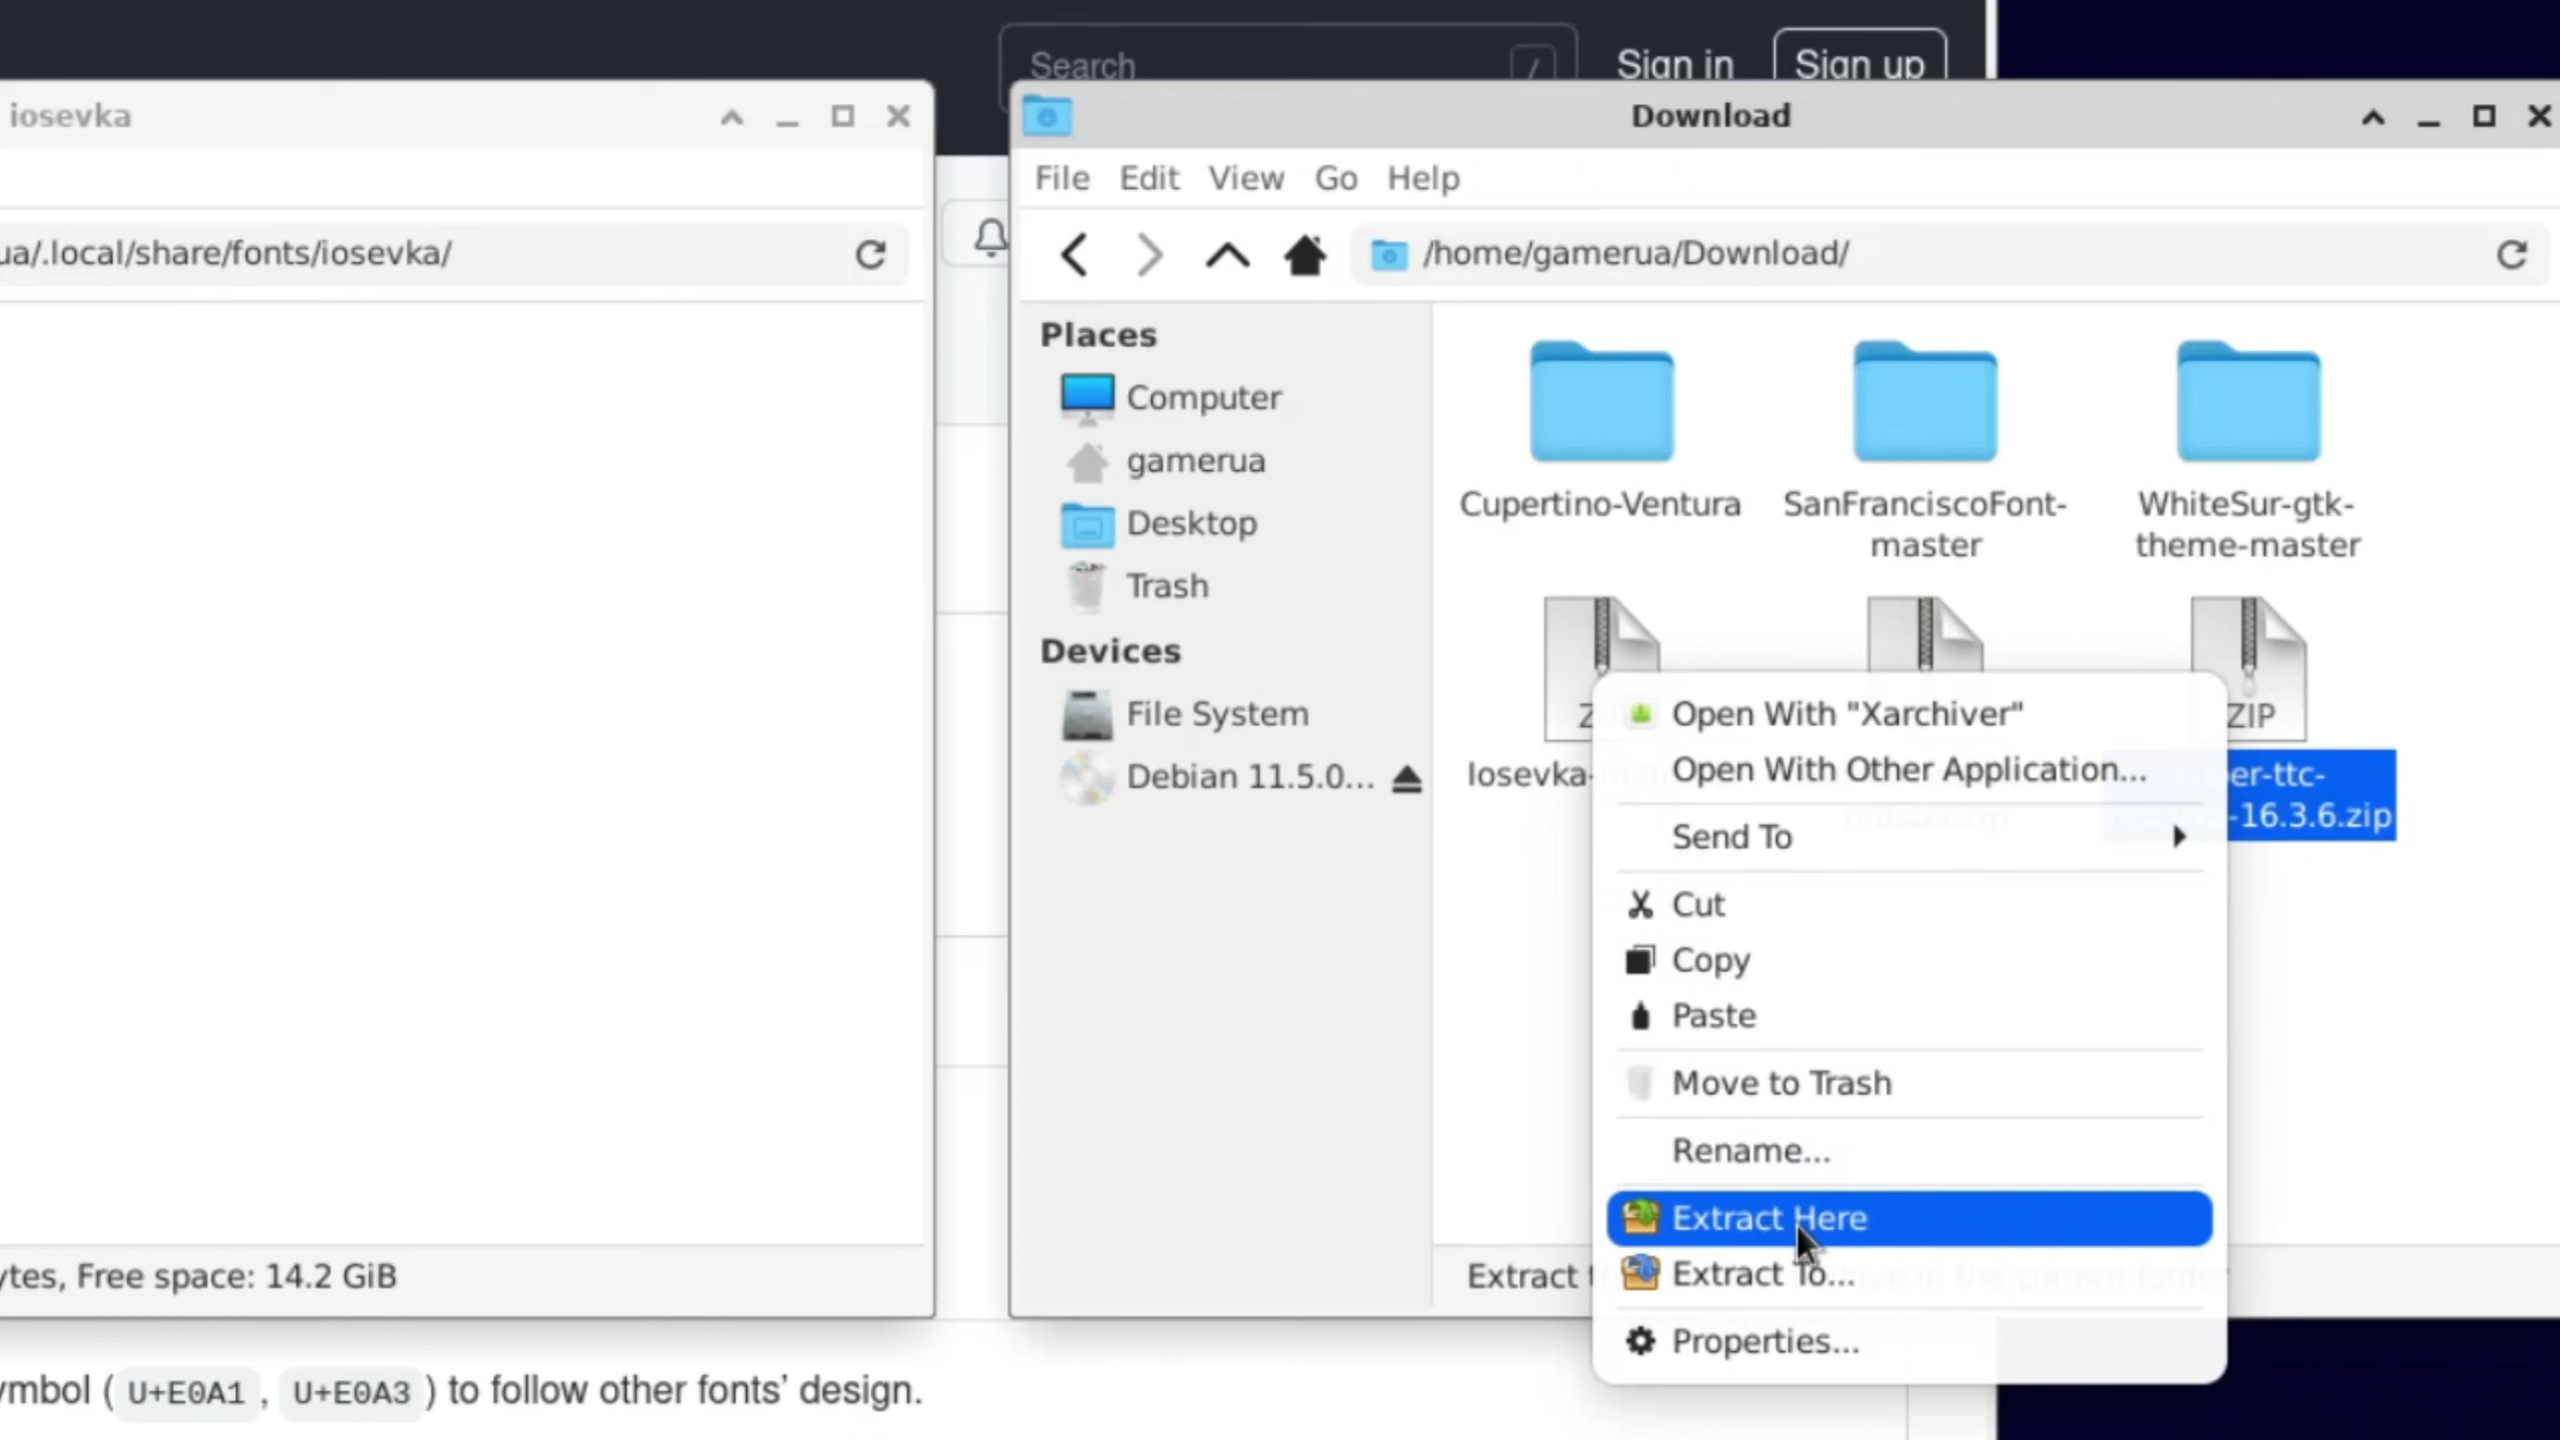 Search
/
Sign in
Sign up
iosevka
ua/.local/share/fonts/iosevka/
ytes, Free space: 14.2 GiB
Download
File Edit View Go Help
/home/gamerua/Download/
Places
Computer
gamerua
Desktop
Trash
Devices
File System
Debian 11.5.0...
Cupertino-Ventura
SanFranciscoFont-
master
WhiteSur-gtk-
theme-master
ZIP
Iosevka-
er-ttc-
-16.3.6.zip
Open With "Xarchiver"
Open With Other Application...
Send To
Cut
Copy
Paste
Move to Trash
Rename...
Extract Here
Extract To...
Properties...
Extract
ymbol ( U+E0A1 , U+E0A3 ) to follow other fonts’ design.